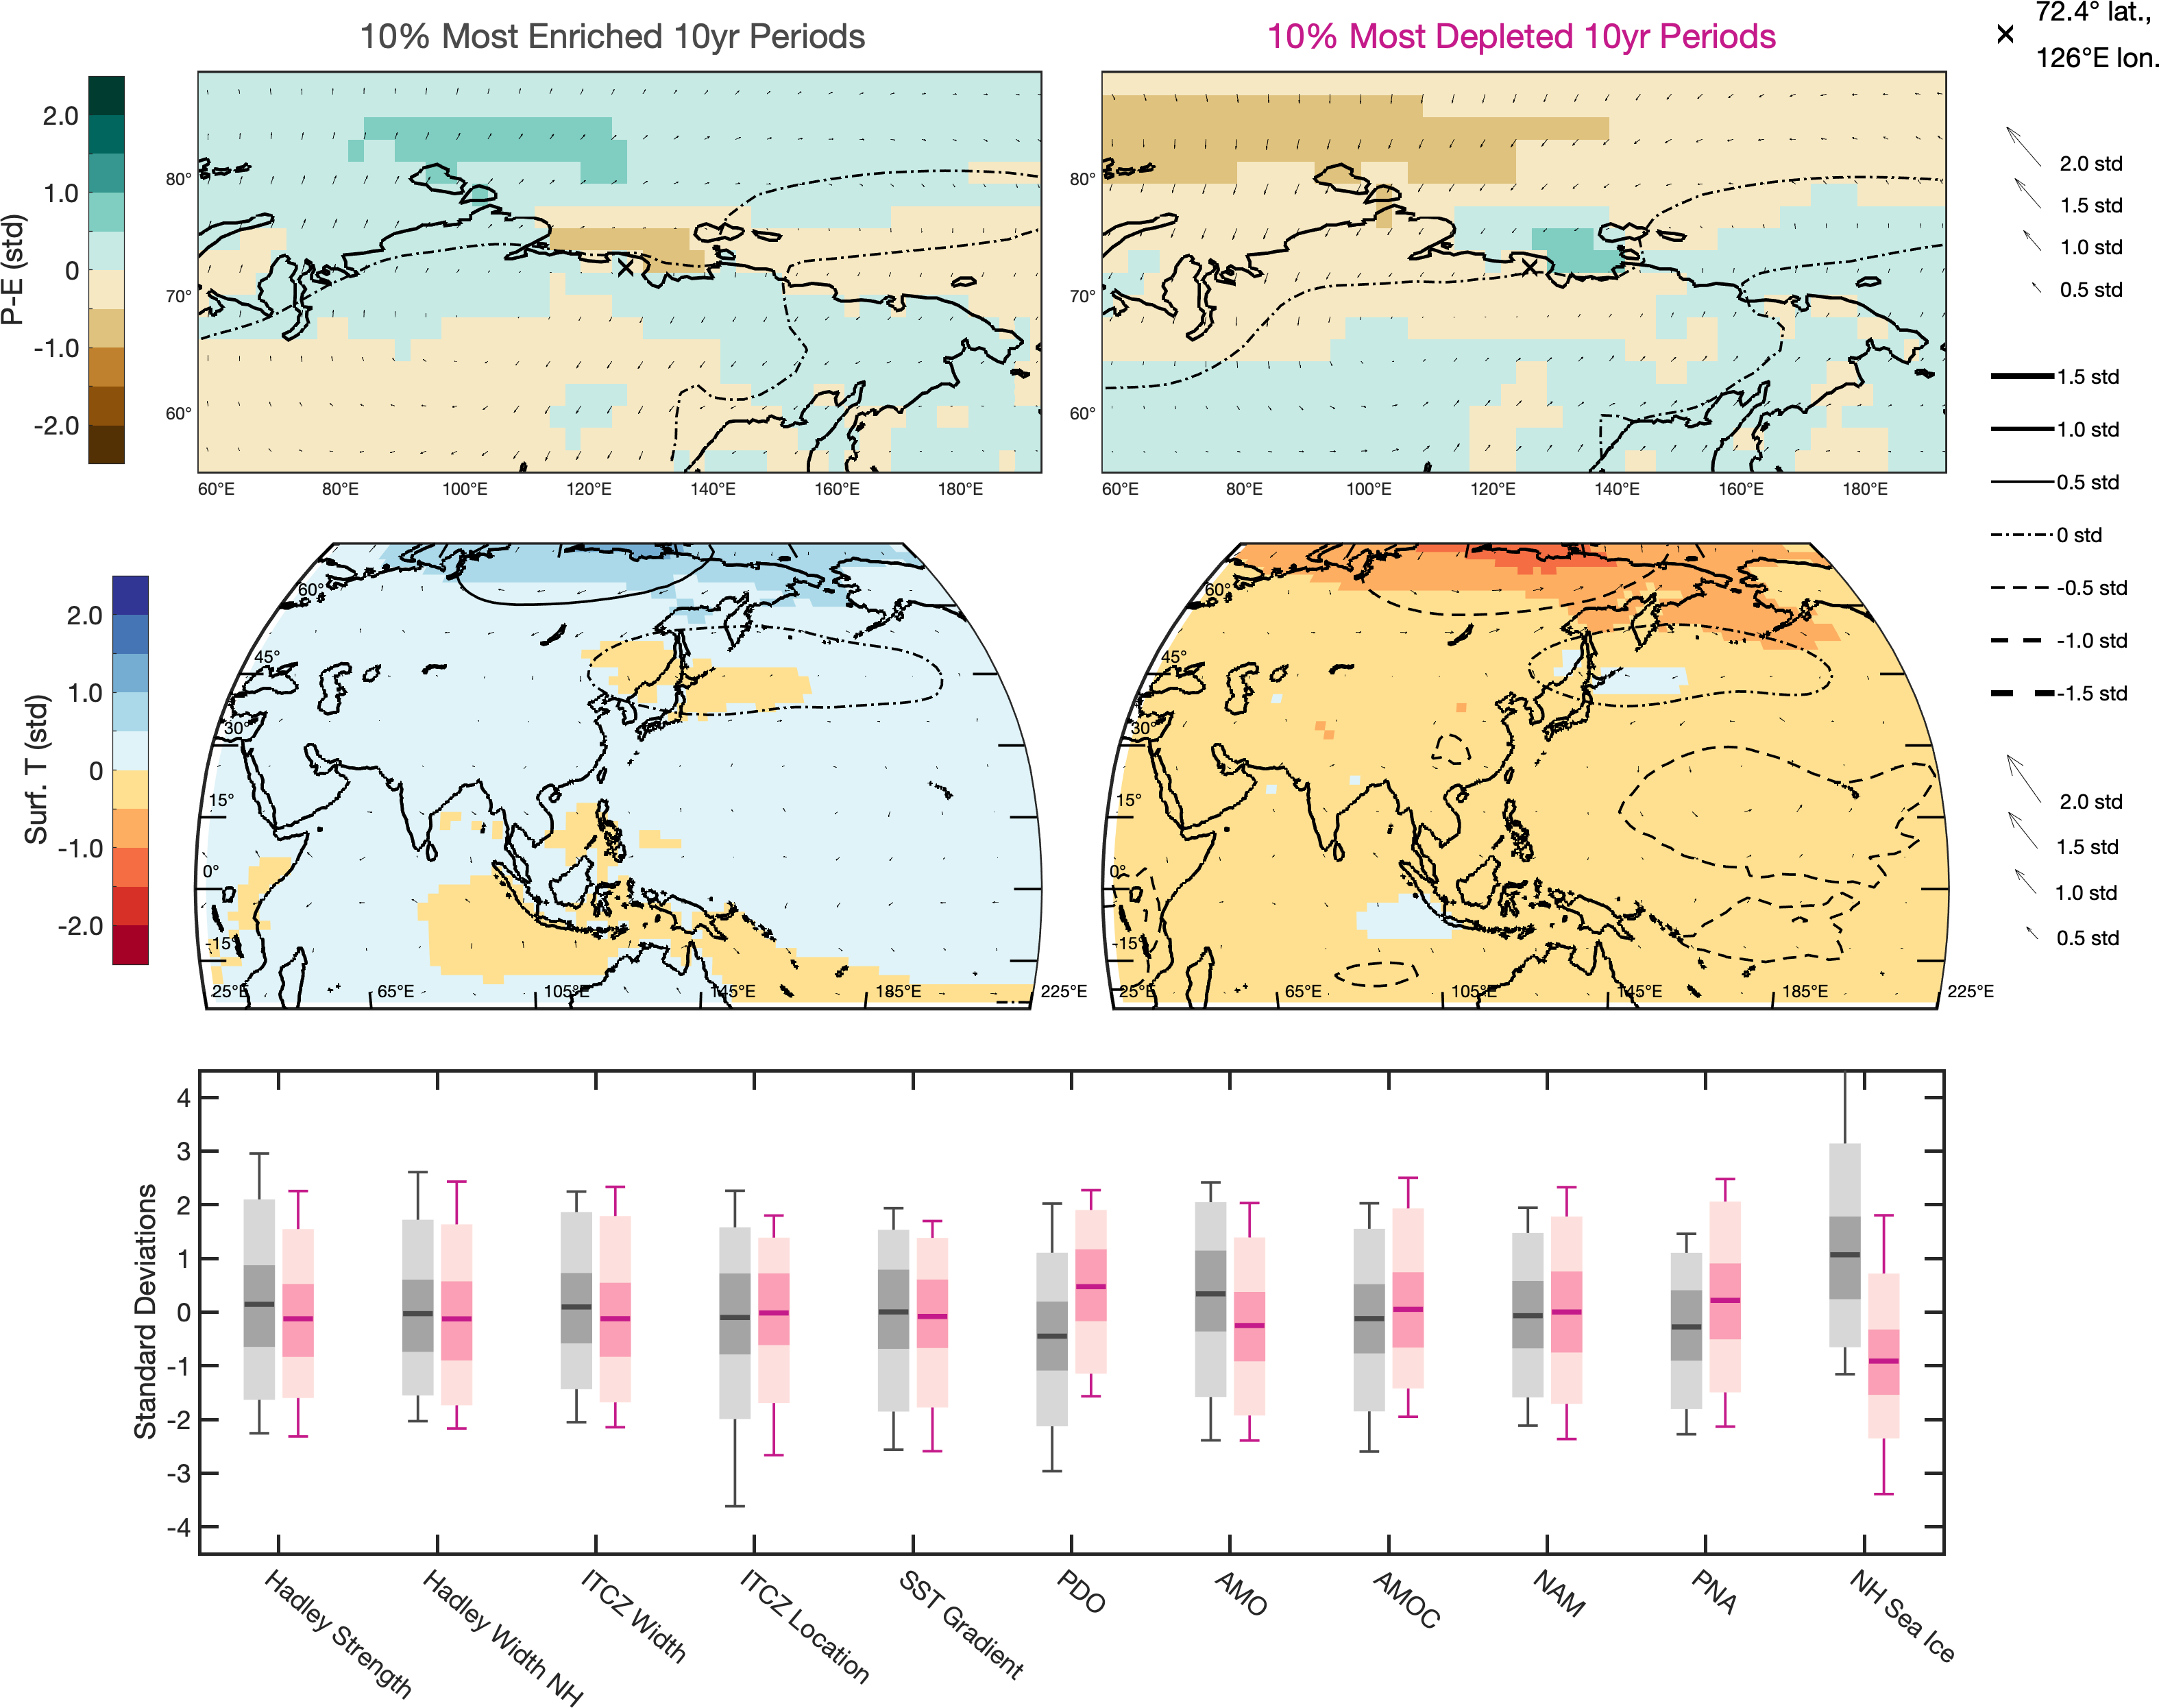 10% Most Enriched 10yr Periods
10% Most Depleted 10yr Periods
72.4° lat.,
126°E lon.
P-E (std)
2.0
1.0
0
-1.0
-2.0
80°
70°
60°
60°E 80°E 100°E 120°E 140°E 160°E 180°E
80°
70°
60°
60°E 80°E 100°E 120°E 140°E 160°E 180°E
2.0 std
1.5 std
1.0 std
0.5 std
1.5 std
1.0 std
0.5 std
0 std
-0.5 std
-1.0 std
-1.5 std
Surf. T (std)
2.0
1.0
0
-1.0
-2.0
60°
45°
30°
15°
0°
-15°
25°E 65°E 105°E 145°E 185°E 225°E
60°
45°
30°
15°
0°
-15°
25°E 65°E 105°E 145°E 185°E 225°E
2.0 std
1.5 std
1.0 std
0.5 std
Standard Deviations
4
3
2
1
0
-1
-2
-3
-4
Hadley Strength
Hadley Width NH
ITCZ Width
ITCZ Location
SST Gradient
PDO
AMO
AMOC
NAM
PNA
NH Sea Ice